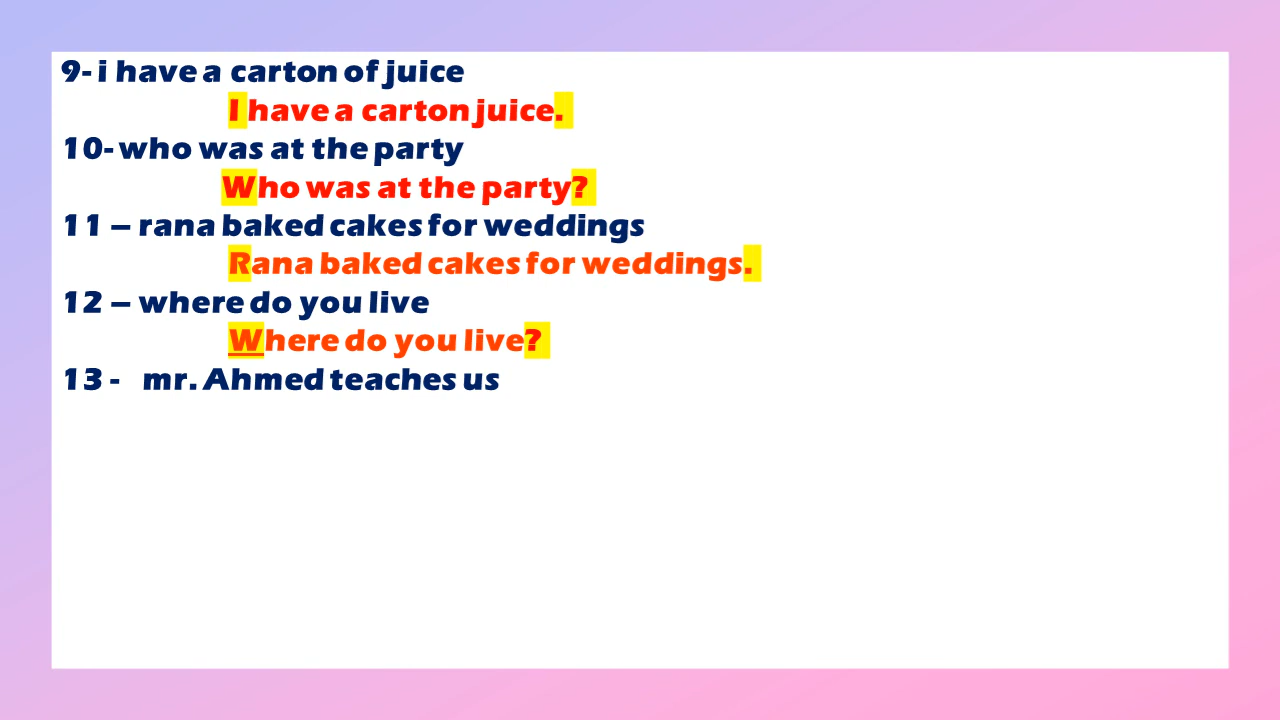 9- i have a carton of juice
I have a carton juice.
10- who was at the party
Who was at the party?
11 – rana baked cakes for weddings
Rana baked cakes for weddings.
12 – where do you live
Where do you live?
13 - mr. Ahmed teaches us